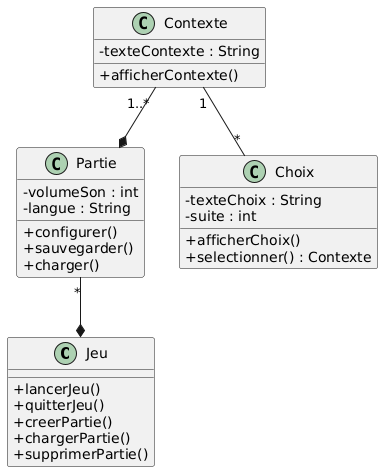 C Contexte
-texteContexte : String
+afficherContexte()
1..*
1
*
C Partie
-volumeSon : int
-langue : String
+configurer()
+sauvegarder()
+charger()
C Choix
-texteChoix : String
-suite : int
+afficherChoix()
+selectionner() : Contexte
*
C Jeu
+lancerJeu()
+quitterJeu()
+creerPartie()
+chargerPartie()
+supprimerPartie()